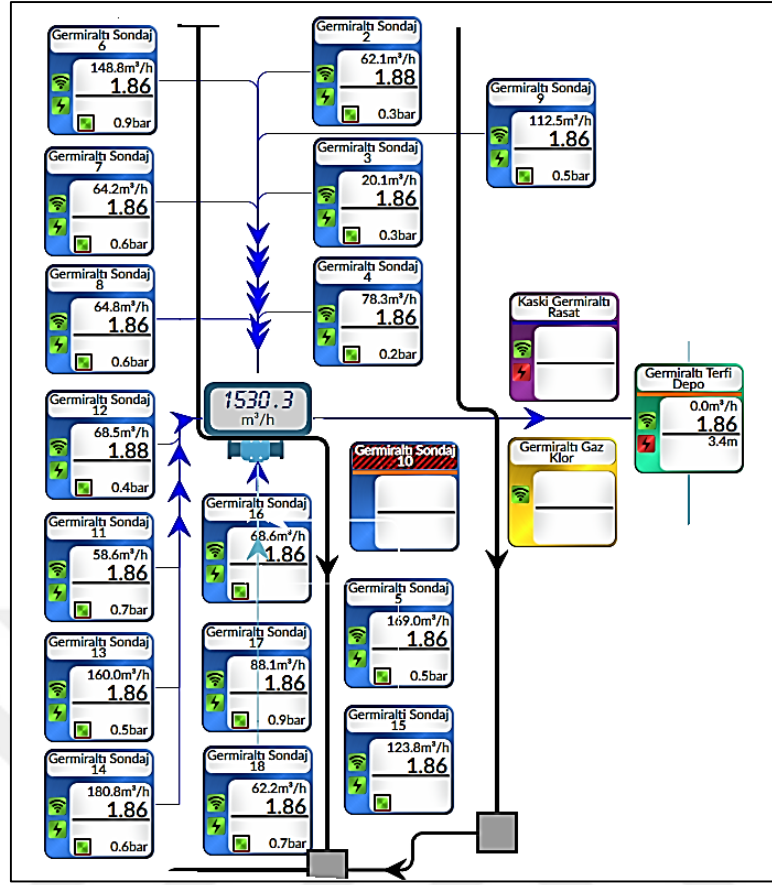 Germiraltı Sondaj
6
148.8m³/h
1.86
0.9bar
Germiraltı Sondaj
2
62.1m³/h
1.88
0.3bar
Germiraltı Sondaj
9
112.5m³/h
1.86
0.5bar
Germiraltı Sondaj
7
64.2m³/h
1.86
0.6bar
Germiraltı Sondaj
3
20.1m³/h
1.86
0.3bar
Germiraltı Sondaj
8
64.8m³/h
1.86
0.6bar
Germiraltı Sondaj
4
78.3m³/h
1.86
0.2bar
Kaski Germiraltı
Rasat
Germiraltı Terfi
Depo
0.0m³/h
1.86
3.4m
Germiraltı Sondaj
12
68.5m³/h
1.88
0.4bar
1530.3
m³/h
Germiraltı Sondaj
10
Germiraltı Gaz
Klor
Germiraltı Sondaj
11
58.6m³/h
1.86
0.7bar
Germiraltı Sondaj
16
68.6m³/h
1.86
Germiraltı Sondaj
5
169.0m³/h
1.86
0.5bar
Germiraltı Sondaj
13
160.0m³/h
1.86
0.5bar
Germiraltı Sondaj
17
88.1m³/h
1.86
0.9bar
Germiraltı Sondaj
15
123.8m³/h
1.86
Germiraltı Sondaj
14
180.8m³/h
1.86
0.6bar
Germiraltı Sondaj
18
62.2m³/h
1.86
0.7bar